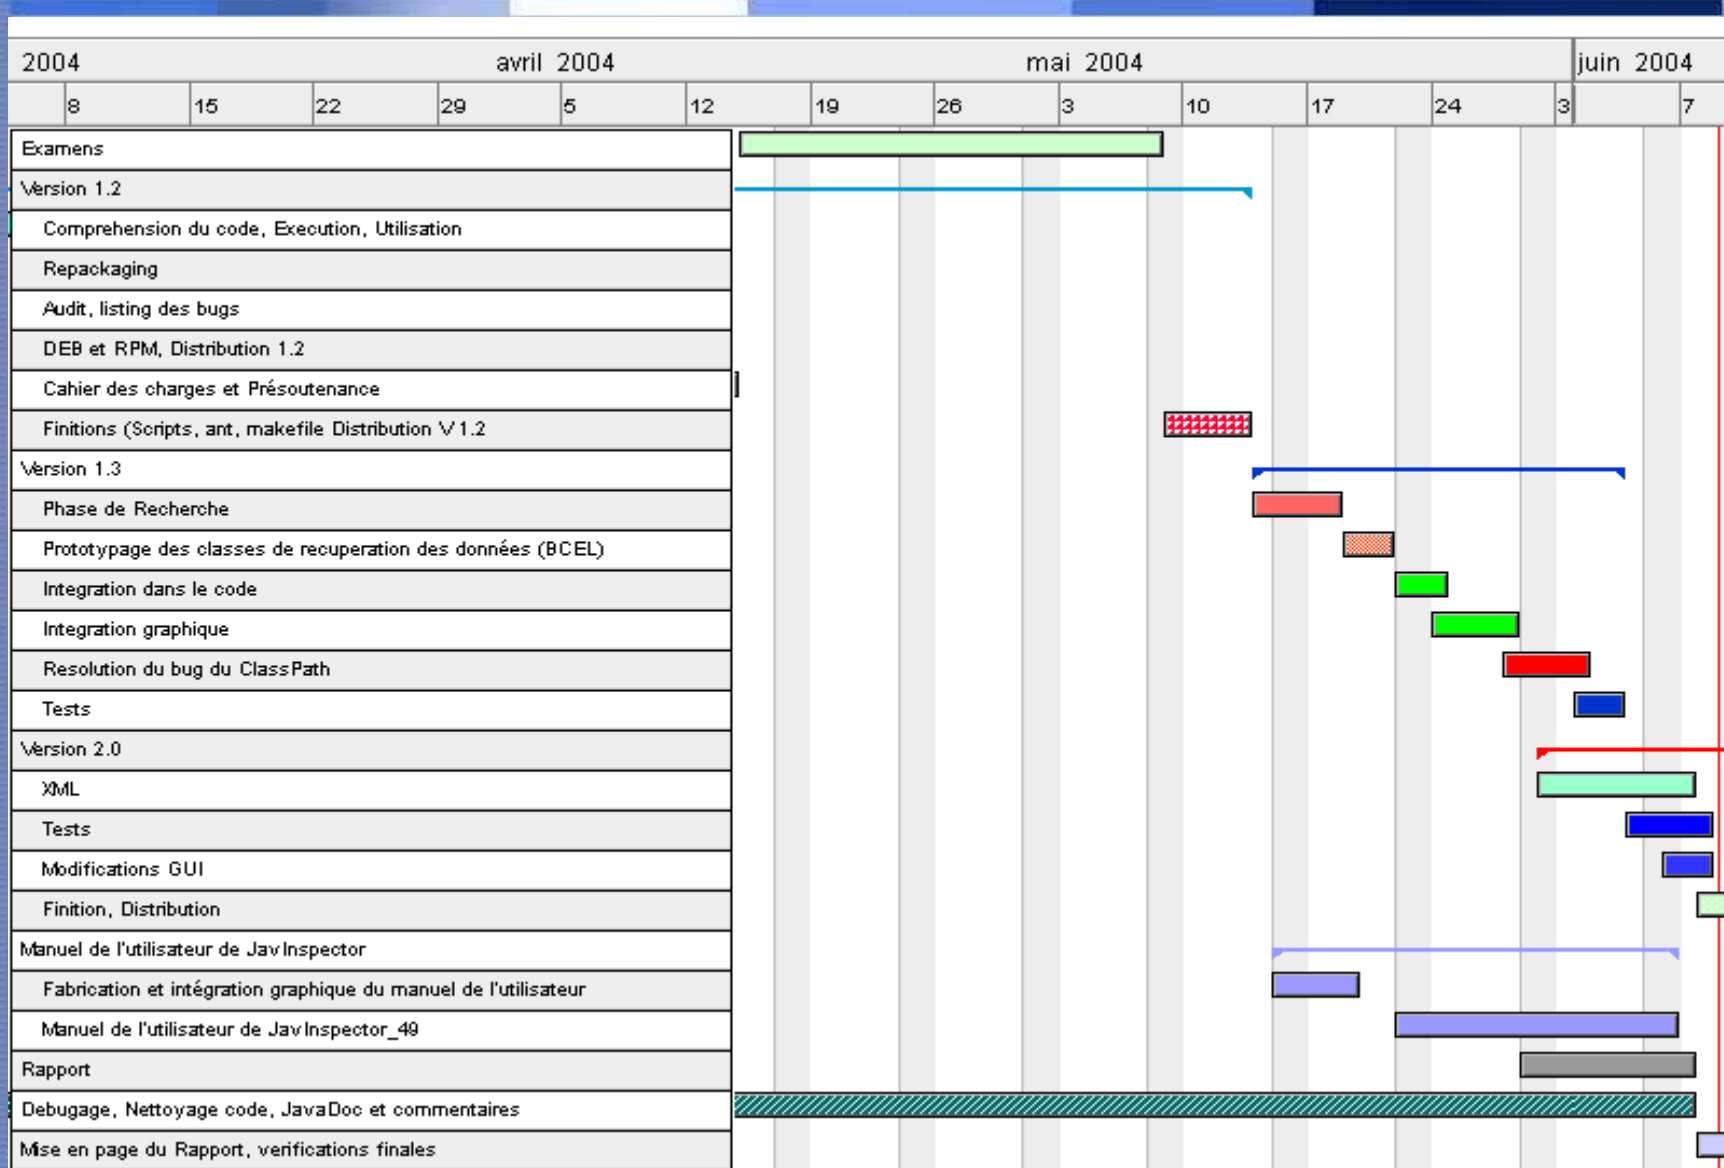 2004 avril 2004 mai 2004 juin 2004
8 15 22 29 5 12 19 26 3 10 17 24 3 7
Examens
Version 1.2
Comprehension du code, Execution, Utilisation
Repackaging
Audit, listing des bugs
DEB et RPM, Distribution 1.2
Cahier des charges et Présoutenance
Finitions (Scripts, ant, makefile Distribution V1.2
Version 1.3
Phase de Recherche
Prototypage des classes de recuperation des données (BCEL)
Integration dans le code
Integration graphique
Resolution du bug du ClassPath
Tests
Version 2.0
XML
Tests
Modifications GUI
Finition, Distribution
Manuel de l'utilisateur de JavInspector
Fabrication et intégration graphique du manuel de l'utilisateur
Manuel de l'utilisateur de JavInspector_49
Rapport
Debugage, Nettoyage code, JavaDoc et commentaires
Mise en page du Rapport, verifications finales